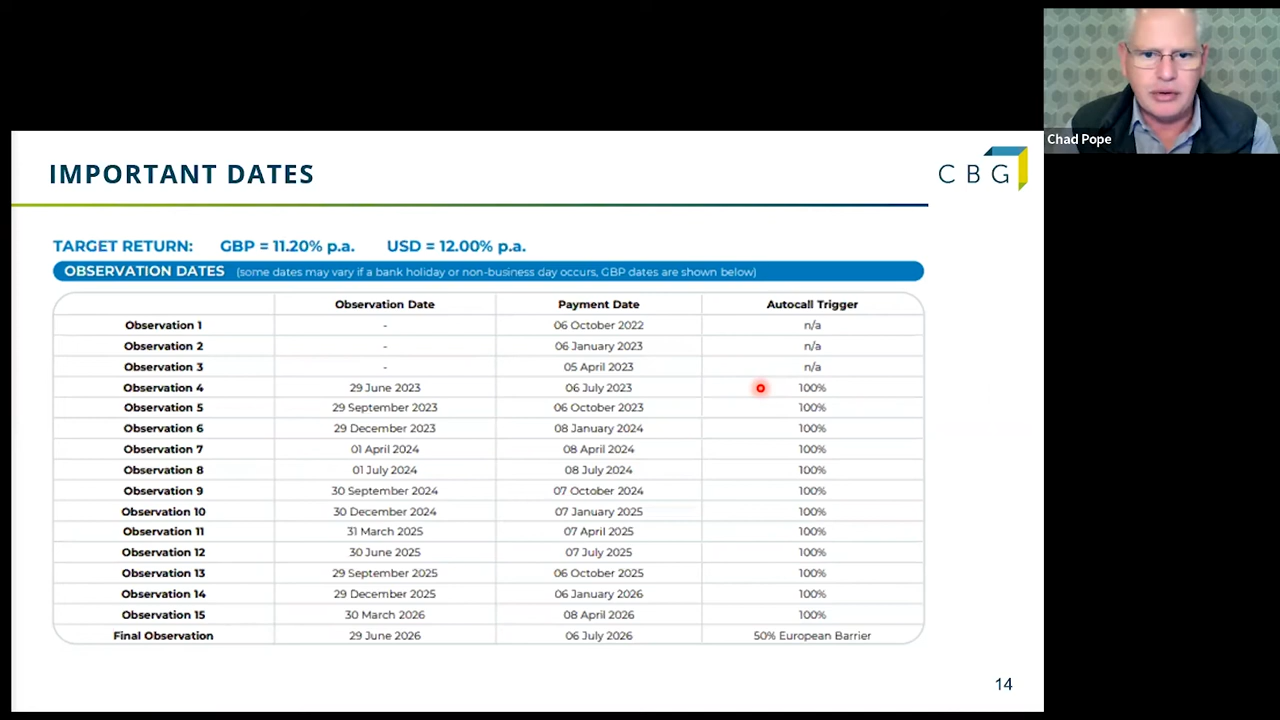 Chad Pope
IMPORTANT DATES
CBG
TARGET RETURN: GBP = 11.20% p.a. USD = 12.00% p.a.
OBSERVATION DATES (some dates may vary if a bank holiday or non-business day occurs, GBP dates are shown below)
Observation Date Payment Date Autocall Trigger
Observation 1 - 06 October 2022 n/a
Observation 2 - 06 January 2023 n/a
Observation 3 - 05 April 2023 n/a
Observation 4 29 June 2023 06 July 2023 100%
Observation 5 29 September 2023 06 October 2023 100%
Observation 6 29 December 2023 08 January 2024 100%
Observation 7 01 April 2024 08 April 2024 100%
Observation 8 01 July 2024 08 July 2024 100%
Observation 9 30 September 2024 07 October 2024 100%
Observation 10 30 December 2024 07 January 2025 100%
Observation 11 31 March 2025 07 April 2025 100%
Observation 12 30 June 2025 07 July 2025 100%
Observation 13 29 September 2025 06 October 2025 100%
Observation 14 29 December 2025 06 January 2026 100%
Observation 15 30 March 2026 08 April 2026 100%
Final Observation 29 June 2026 06 July 2026 50% European Barrier
14